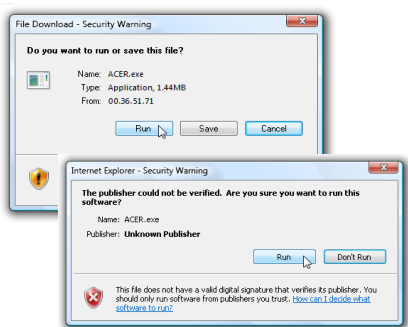 File Download - Security Warning
Do you want to run or save this file?
Name: ACER.exe
Type: Application, 1.44MB
From: 00.36.51.71
Run Save Cancel
Internet Explorer - Security Warning
The publisher could not be verified. Are you sure you want to run this
software?
Name: ACER.exe
Publisher: Unknown Publisher
Run Don't Run
This file does not have a valid digital signature that verifies its publisher. You
should only run software from publishers you trust. How can I decide what
software to run?